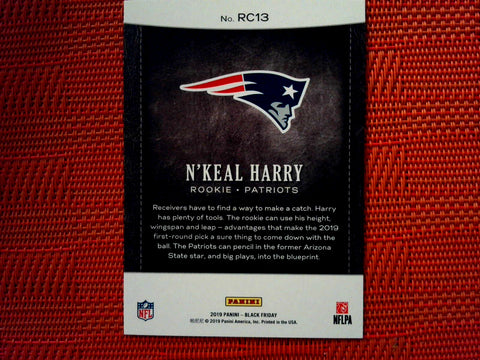 No. RC13
N'KEAL HARRY
ROOKIE • PATRIOTS
Receivers have to find a way to make a catch. Harry
has plenty of tools. The rookie can use his height,
wingspan and leap – advantages that make the 2019
first-round pick a sure thing to come down with the
ball. The Patriots can pencil in the former Arizona
State star, and big plays, into the blueprint.
NFL
PANINI
NFLPA
2019 PANINI – BLACK FRIDAY
© 2019 Panini America, Inc. Printed in the USA.